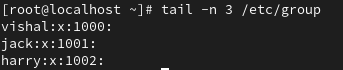 [root@localhost ~]# tail -n 3 /etc/group
vishal:x:1000:
jack:x:1001:
harry:x:1002: